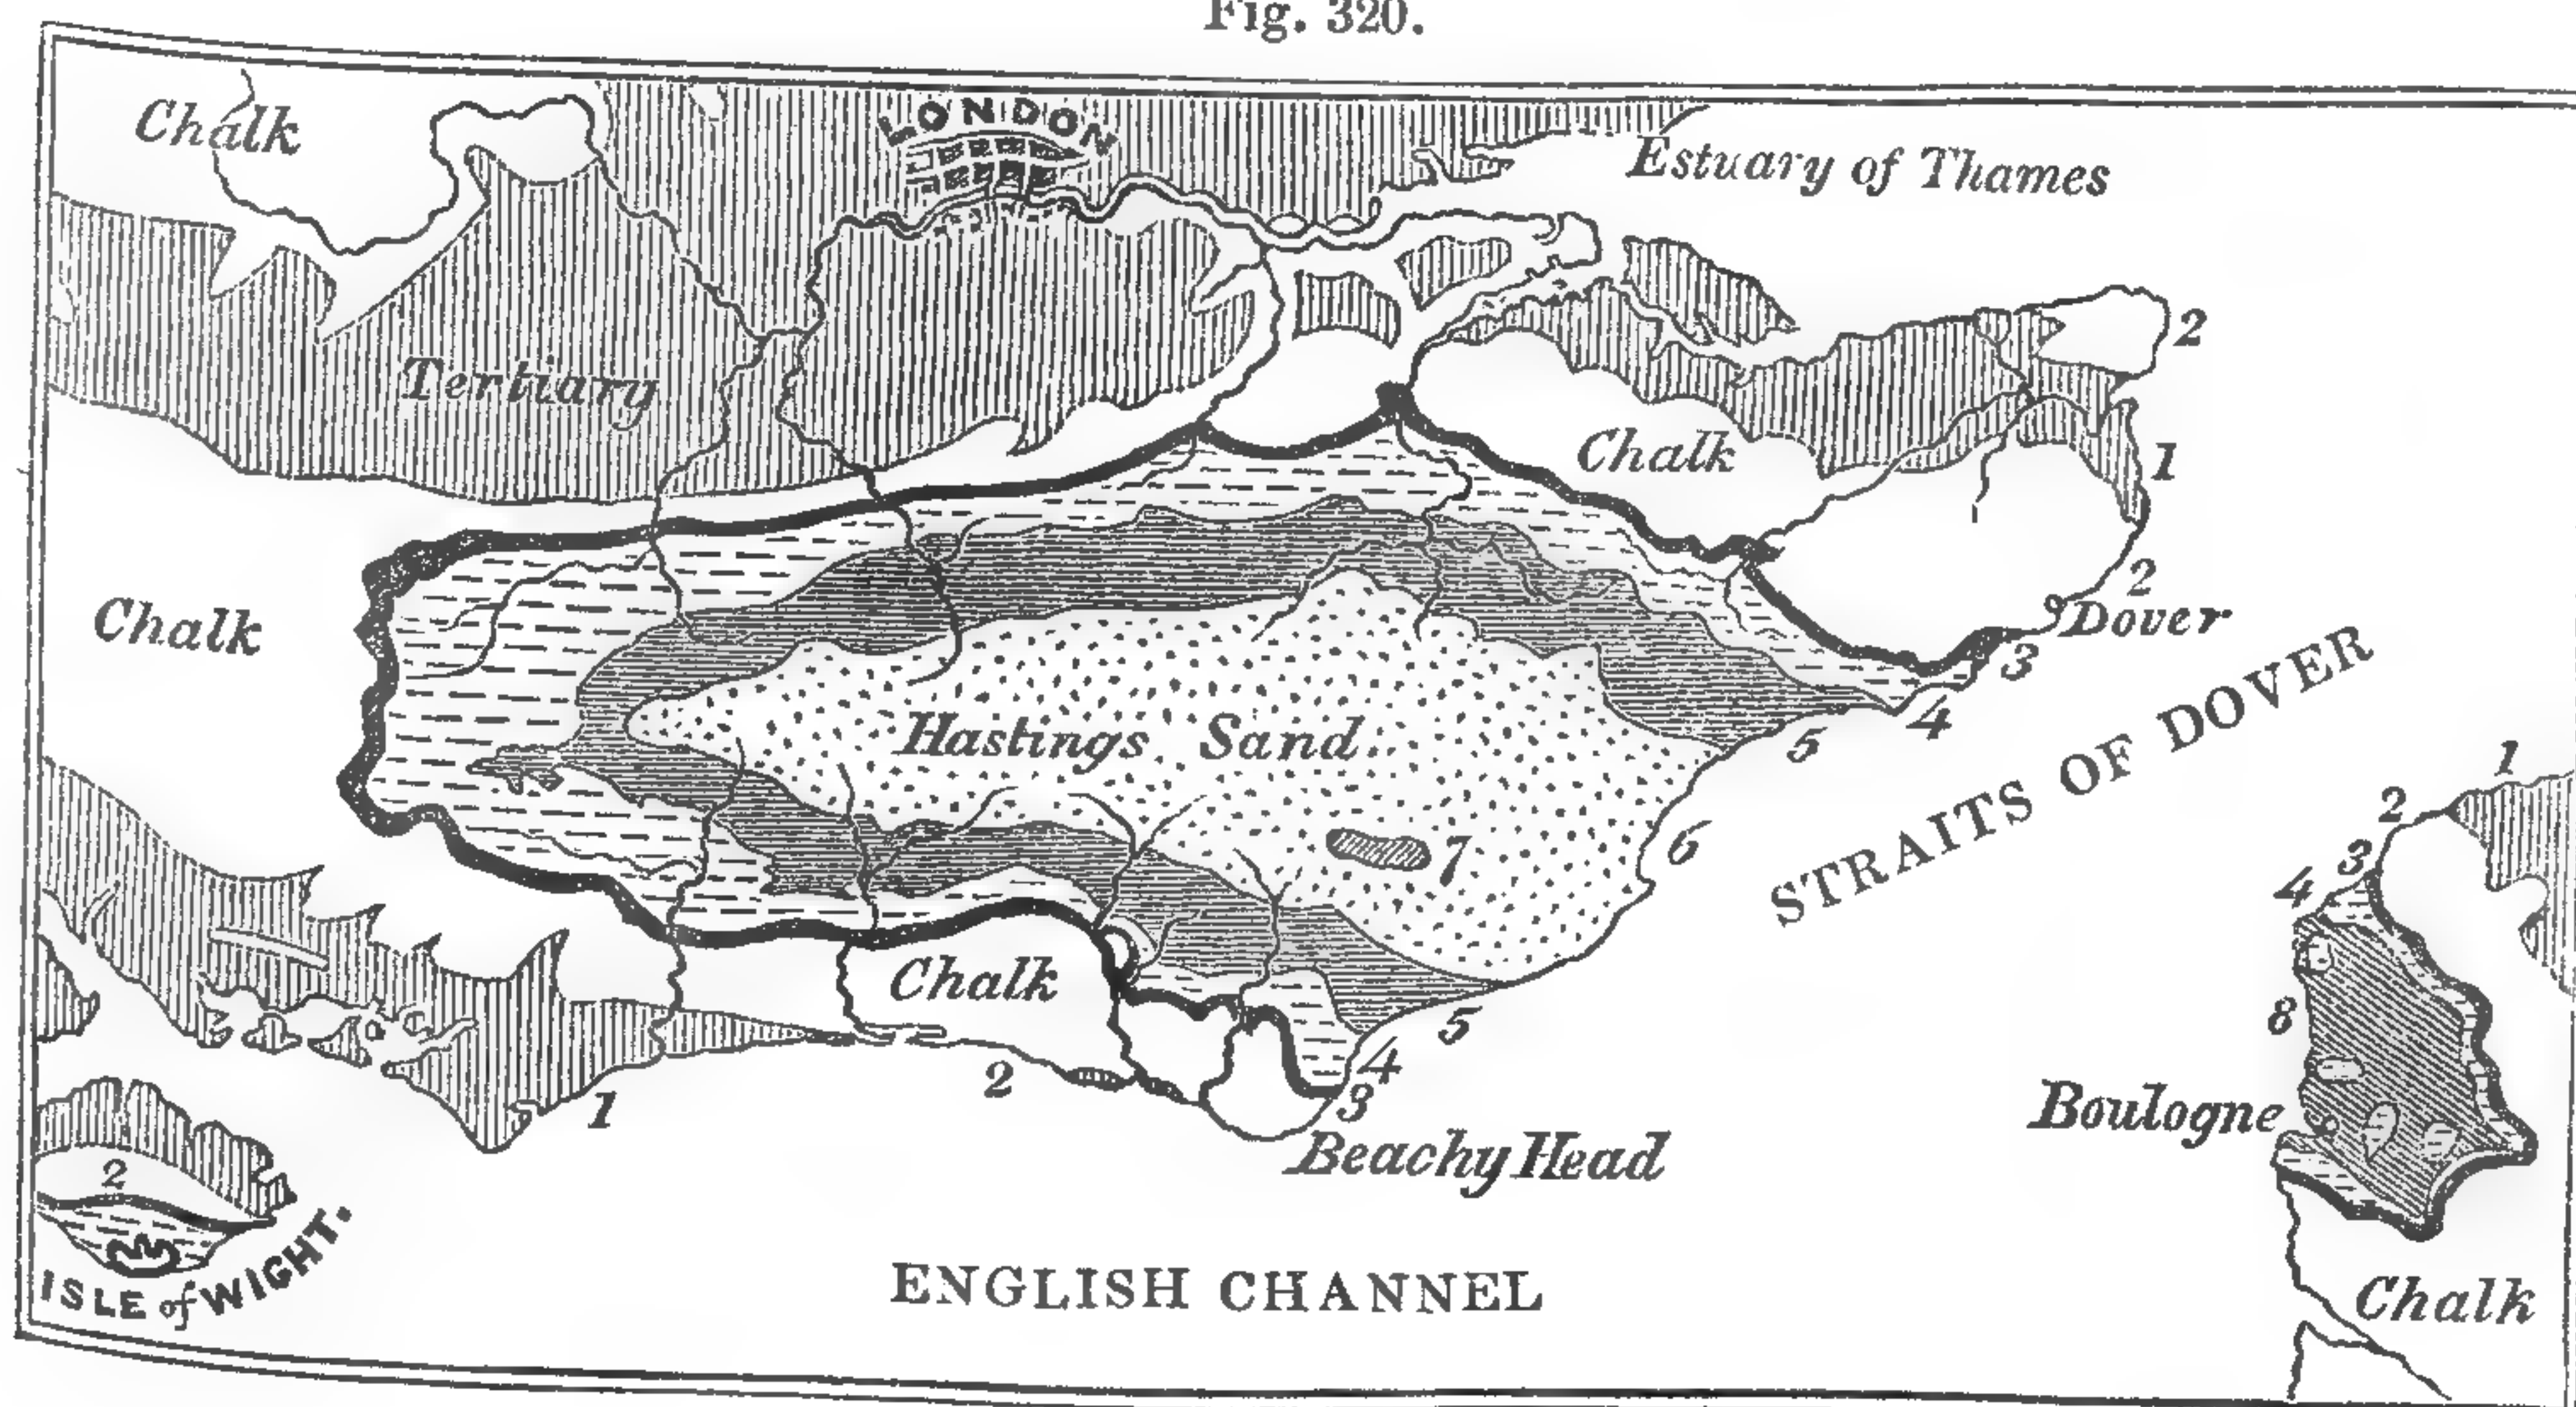 Fig. 320.
Chalk
LONDON
Estuary of Thames
2
Tertiary
Chalk
1
Chalk
2
Dover
3
Hastings Sand
4
5
STRAITS OF DOVER
1
2
6
7
3
4
Chalk
5
8
2
4
1
3
Boulogne
Beachy Head
2
ISLE of WIGHT.
ENGLISH CHANNEL
Chalk